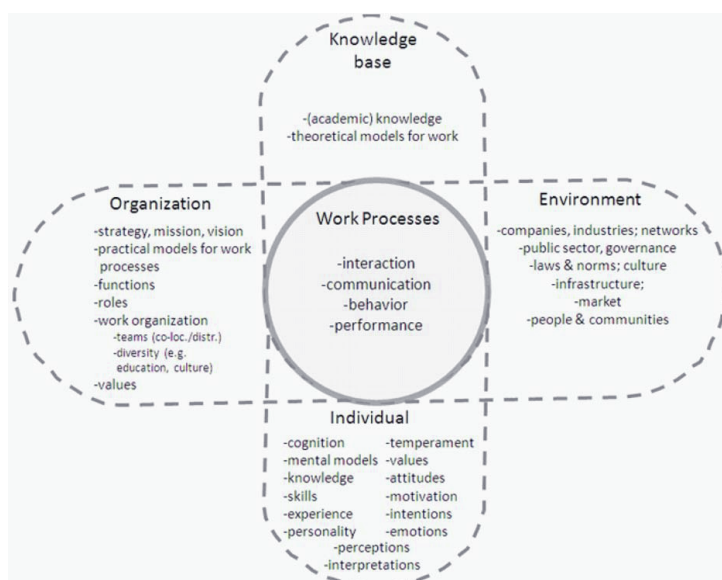 Knowledge
base
-(academic) knowledge
-theoretical models for work
Organization
-strategy, mission, vision
-practical models for work
processes
-functions
-roles
-work organization
-teams (co-loc./distr.)
-diversity (e.g.
education, culture)
-values
Work Processes
-interaction
-communication
-behavior
-performance
Environment
-companies, industries; networks
-public sector, governance
-laws & norms; culture
-infrastructure;
-market
-people & communities
Individual
-cognition
-mental models
-knowledge
-skills
-experience
-personality
-temperament
-values
-attitudes
-motivation
-intentions
-emotions
-perceptions
-interpretations